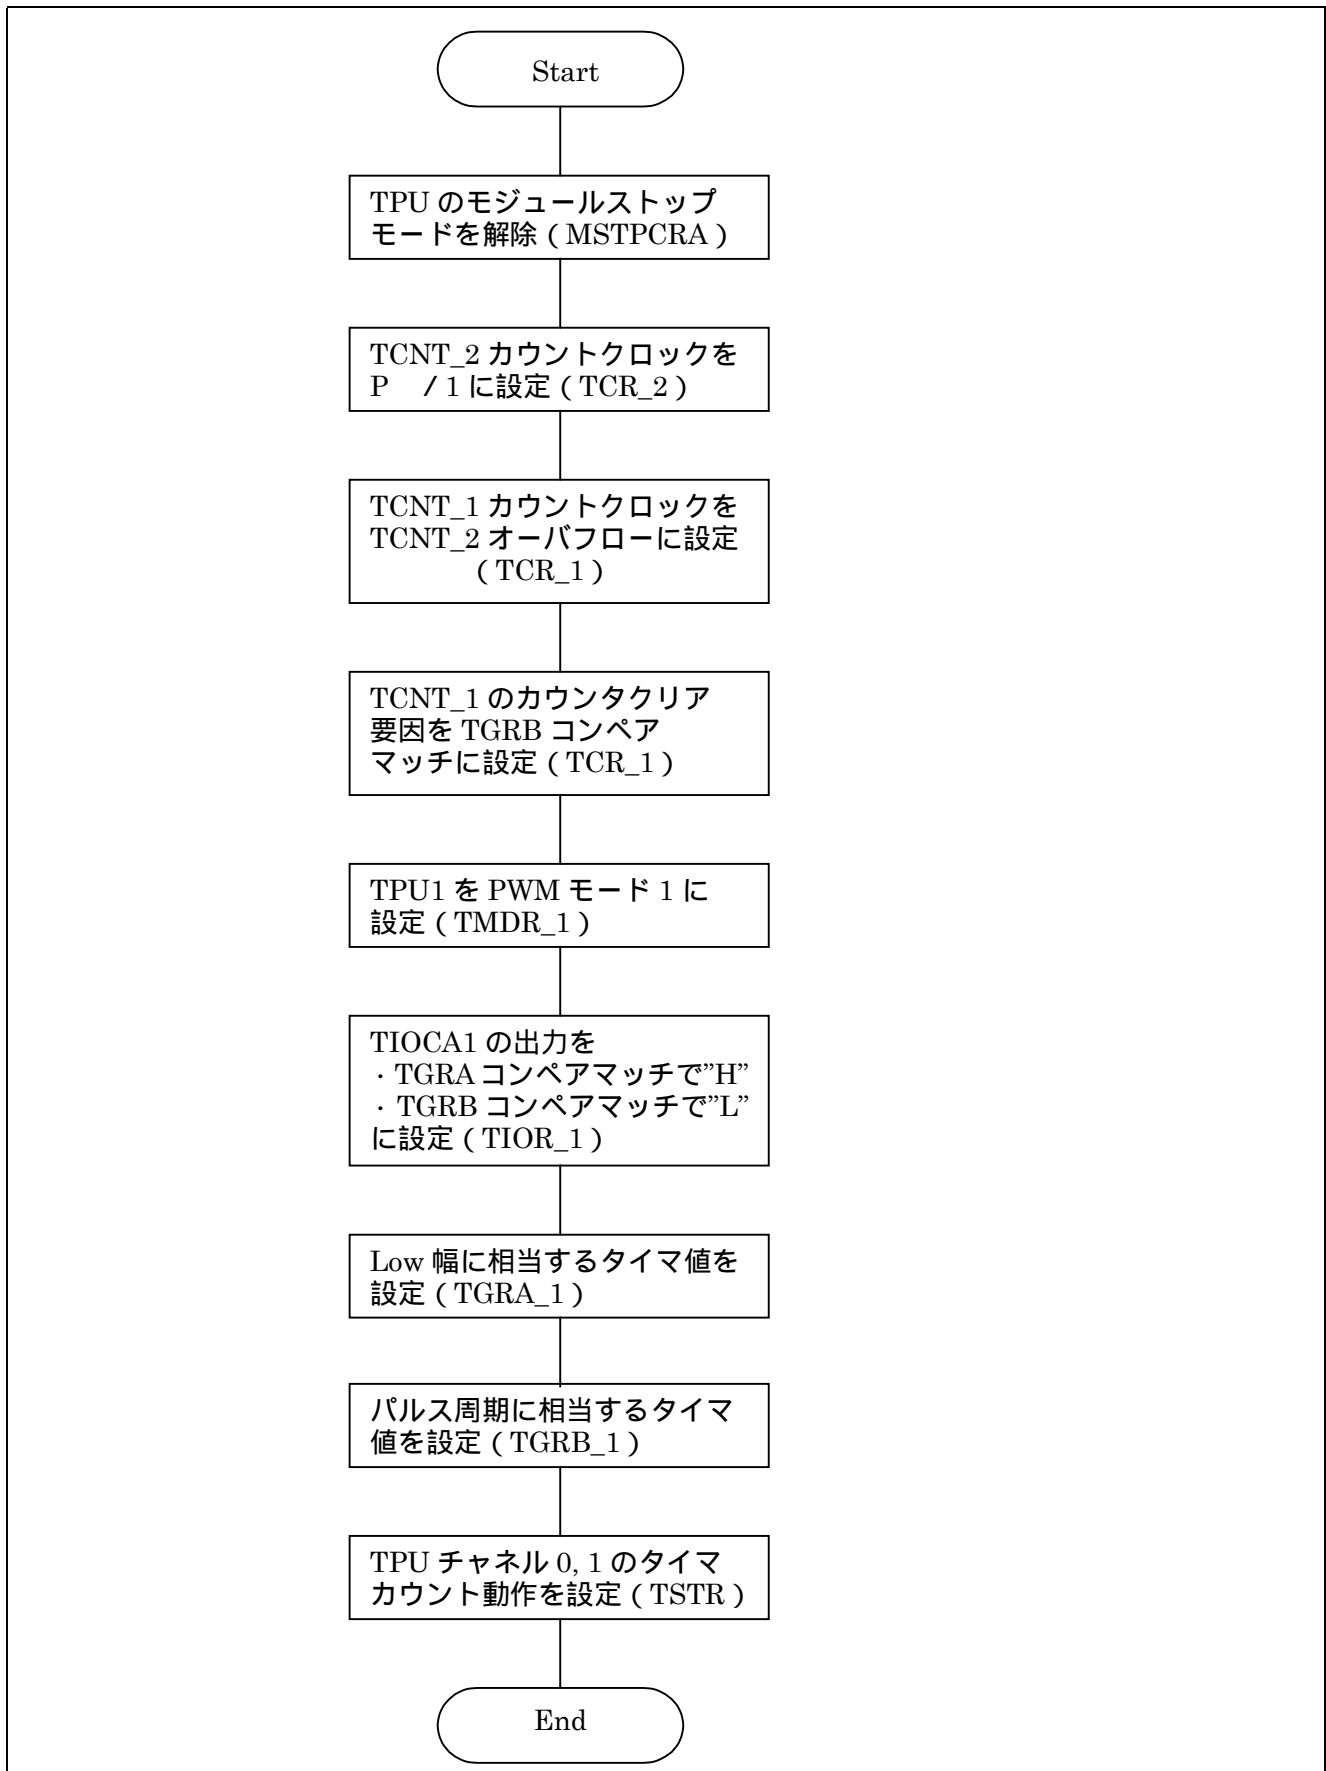 Start
TPU のモジュールストップ
モードを解除 ( MSTPCRA )
TCNT_2 カウントクロックを
P / 1 に設定 ( TCR_2 )
TCNT_1 カウントクロックを
TCNT_2 オーバフローに設定
( TCR_1 )
TCNT_1 のカウンタクリア
要因を TGRB コンペア
マッチに設定 ( TCR_1 )
TPU1 を PWM モード 1 に
設定 ( TMDR_1 )
TIOCA1 の出力を
・TGRA コンペアマッチで”H”
・TGRB コンペアマッチで”L”
に設定 ( TIOR_1 )
Low 幅に相当するタイマ値を
設定 ( TGRA_1 )
パルス周期に相当するタイマ
値を設定 ( TGRB_1 )
TPU チャネル 0, 1 のタイマ
カウント動作を設定 ( TSTR )
End